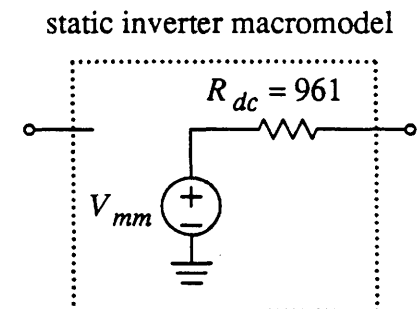 static inverter macromodel
R dc = 961
V mm
+
−